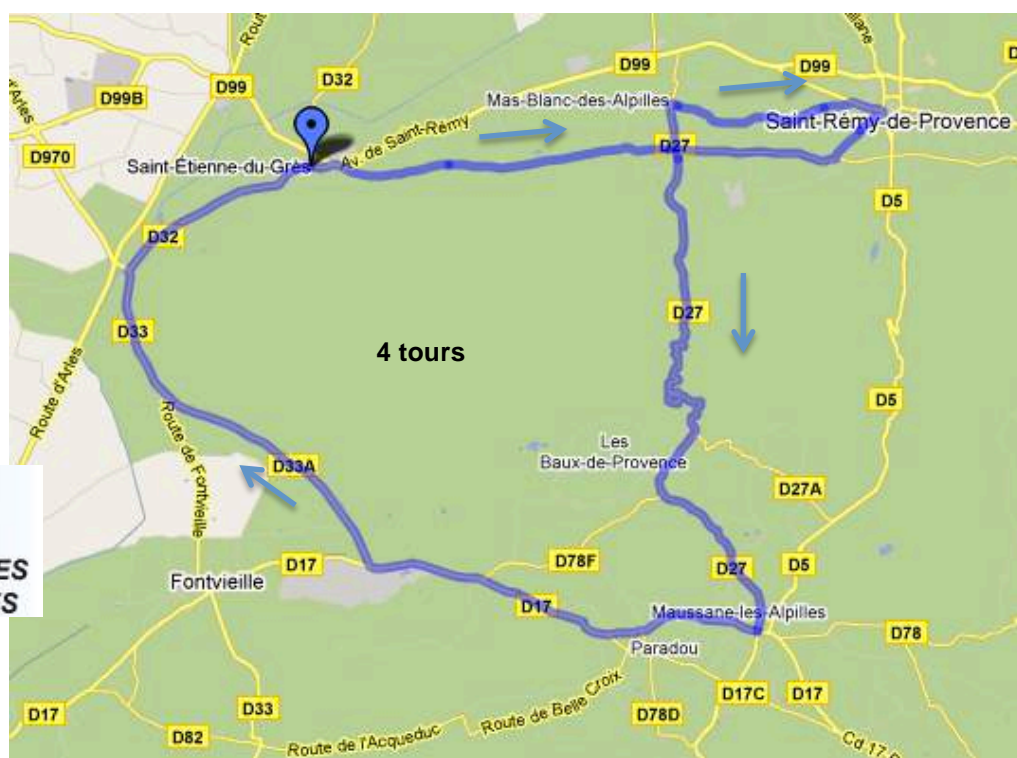 Route
D99
D32
D99
D99
d'Arles
D99B
Mas-Blanc-des-Alpilles
Saint-Rémy-de-Provence
D970
Av. de Saint-Rémy
D27
Saint-Étienne-du-Grès
D5
D32
D27
D33
4 tours
Route d'Arles
D5
Route de Fontvieille
Les
Baux-de-Provence
D33A
D27A
ES
ES
D17
D78F
D5
Fontvieille
D27
D17
Maussane-les-Alpilles
D78
Paradou
D17C
D17
D17
D33
Route de Belle Croix
D78D
D82
Route de l'Acqueduc